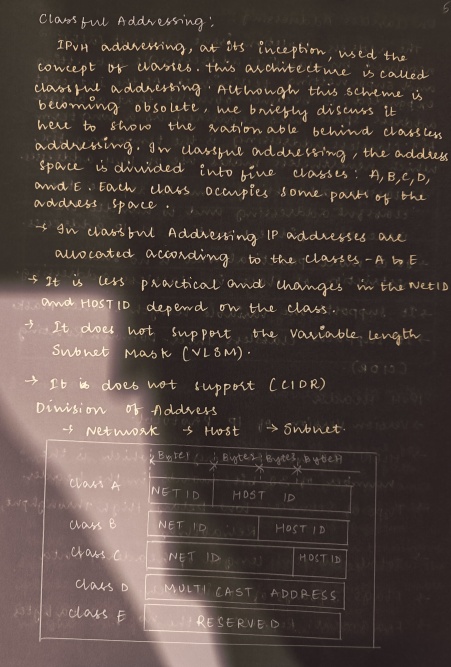 5
Classful Addressing:
IPVH addressing, at its inception, used the
concept of classes. this architecture is called
classful addressing. Although this scheme is
becoming obsolete, we briefly discuss it
here to show the rationable behind classless
addressing. In classful addressing, the address
space is divided into five classes: A, B, C, D,
and E. Each class occupies some parts of the
address space.
→ In classful Addressing IP addresses are
allocated according to the classes - A to E
→ It is less practical and changes in the Net ID
and HOST ID depend on the class
→ It does not support the Variable Length
Subnet Mask (VLSM).
→ It is does not support (CIDR)
Division of Address
→ Network → Host → Subnet
Byte1 Byte2 Byte3 Byte4
Class A NET ID HOST ID
Class B NET ID HOST ID
Class C NET ID HOST ID
Class D MULTI CAST ADDRESS
Class E RESERVED